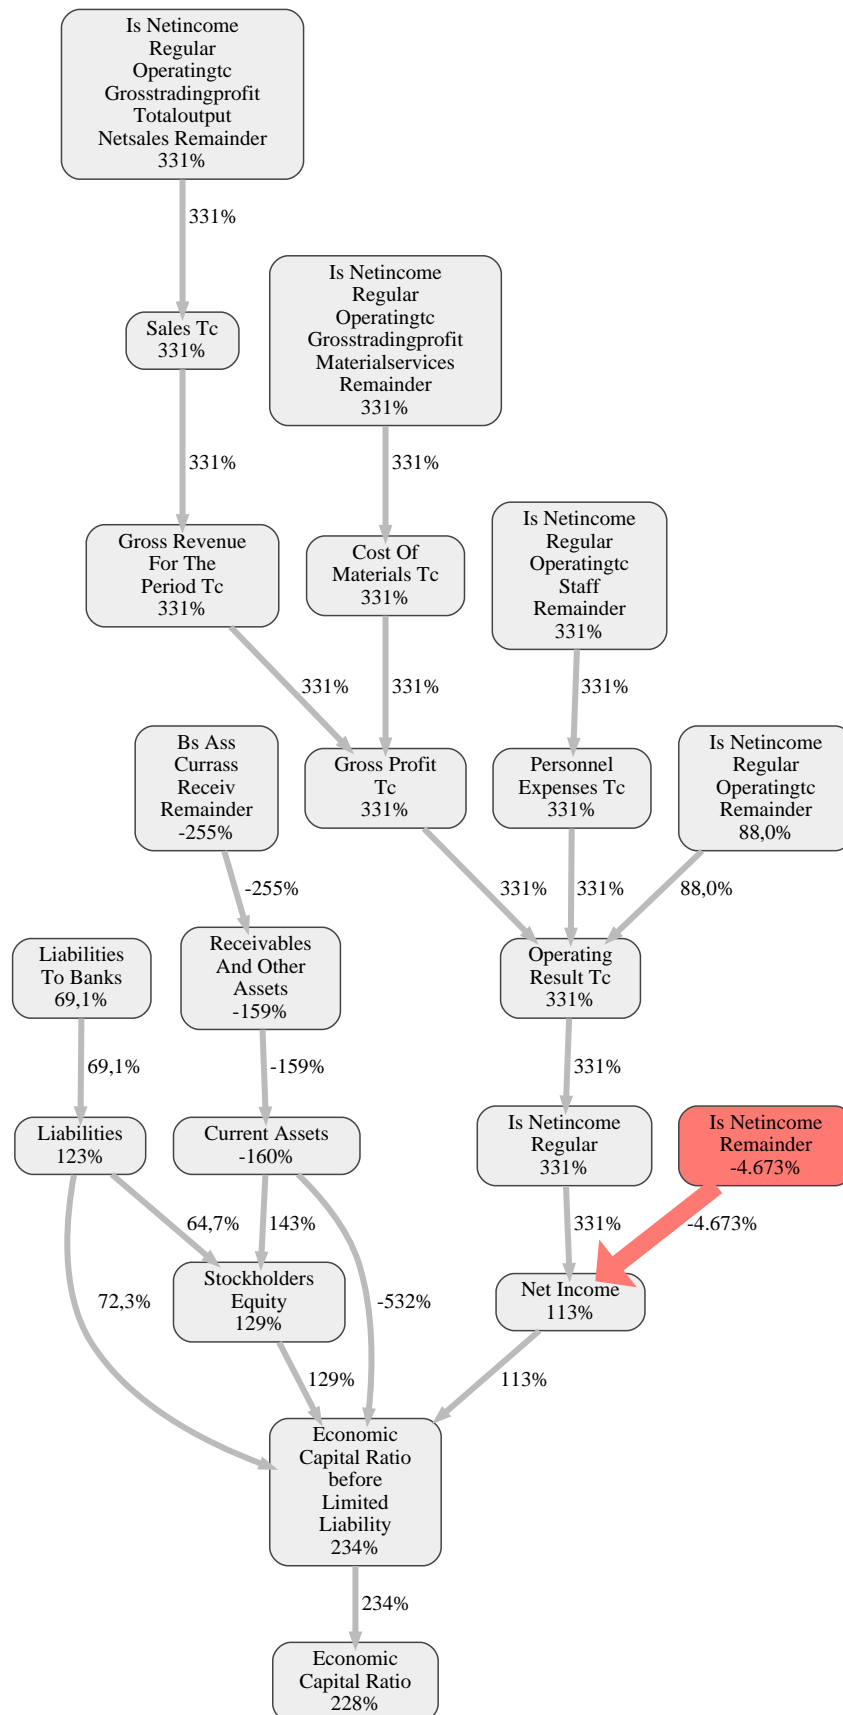 Is Netincome
Regular
Operatingtc
Grosstradingprofit
Totaloutput
Netsales Remainder
331%
331%
Is Netincome
Regular
Operatingtc
Grosstradingprofit
Materialservices
Remainder
331%
Sales Tc
331%
331%
331%
Is Netincome
Regular
Operatingtc
Staff
Remainder
331%
Gross Revenue
For The
Period Tc
331%
Cost Of
Materials Tc
331%
331%
331%
331%
Bs Ass
Currass
Receiv
Remainder
-255%
Gross Profit
Tc
331%
Personnel
Expenses Tc
331%
Is Netincome
Regular
Operatingtc
Remainder
88,0%
-255%
331%
331%
88,0%
Liabilities
To Banks
69,1%
Receivables
And Other
Assets
-159%
Operating
Result Tc
331%
69,1%
-159%
331%
Liabilities
123%
Current Assets
-160%
Is Netincome
Regular
331%
Is Netincome
Remainder
-4.673%
64,7%
143%
331%
-4.673%
Stockholders
Equity
129%
72,3%
-532%
Net Income
113%
129%
113%
Economic
Capital Ratio
before
Limited
Liability
234%
234%
Economic
Capital Ratio
228%